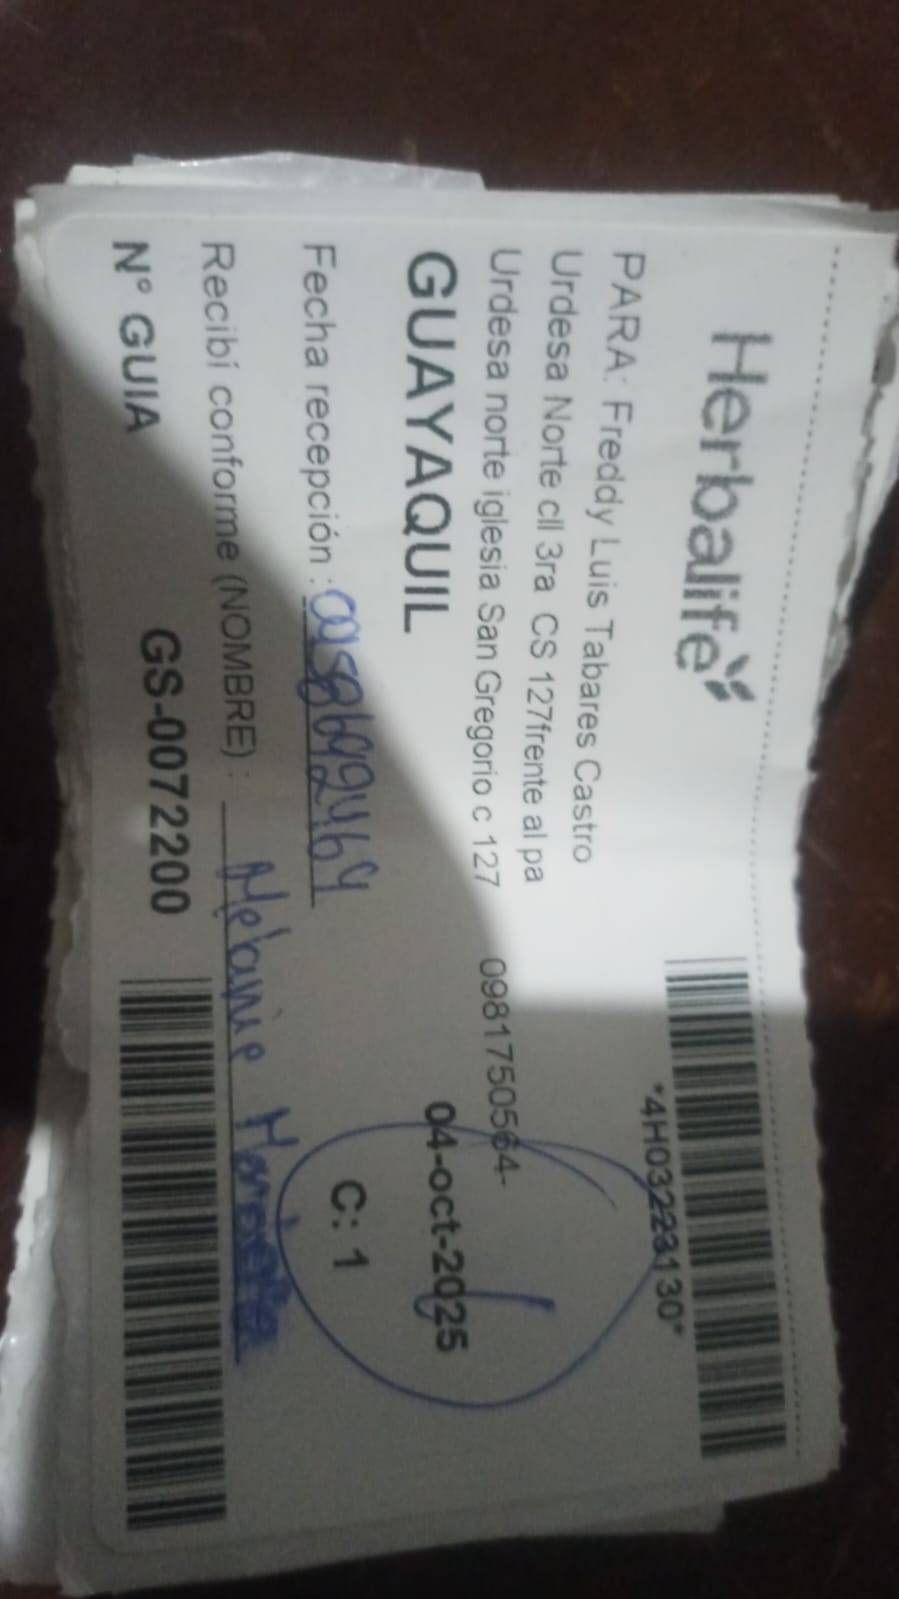 Herbalife
*4H03223130*
PARA: Freddy Luis Tabares Castro
Urdesa Norte cll 3ra CS 127frente al pa
Urdesa norte iglesia San Gregorio c 127 0981750564-
GUAYAQUIL 04-oct-2025
Fecha recepción : C: 1
Recibí conforme (NOMBRE) : Melanie
N° GUIA GS-0072200